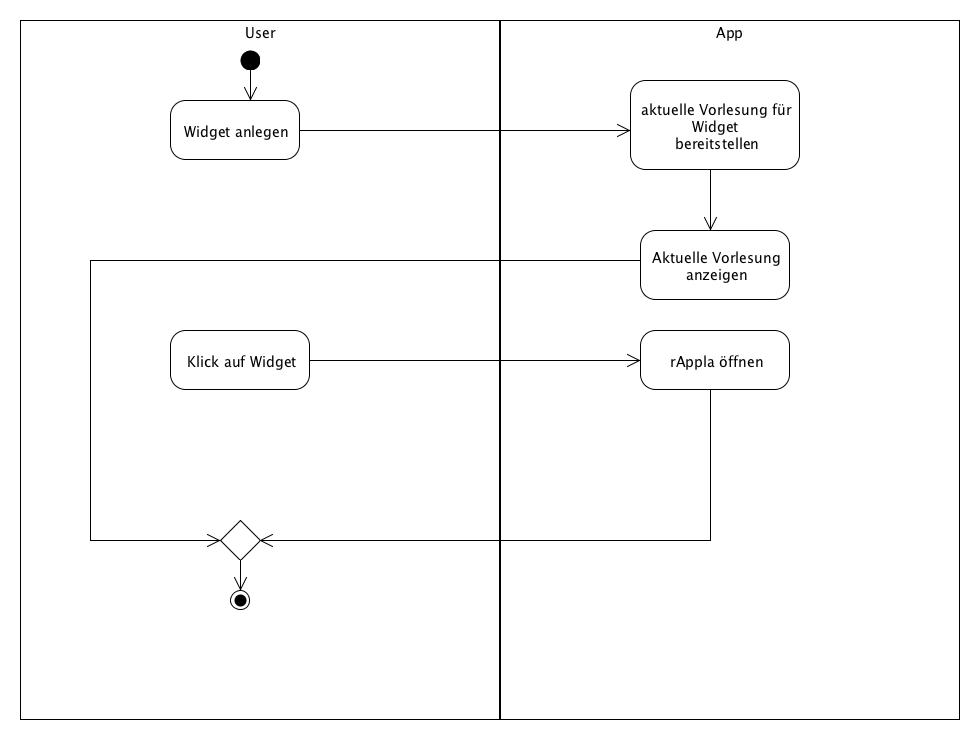 User
App
Widget anlegen
aktuelle Vorlesung für
Widget
bereitstellen
Aktuelle Vorlesung
anzeigen
Klick auf Widget
rAppla öffnen